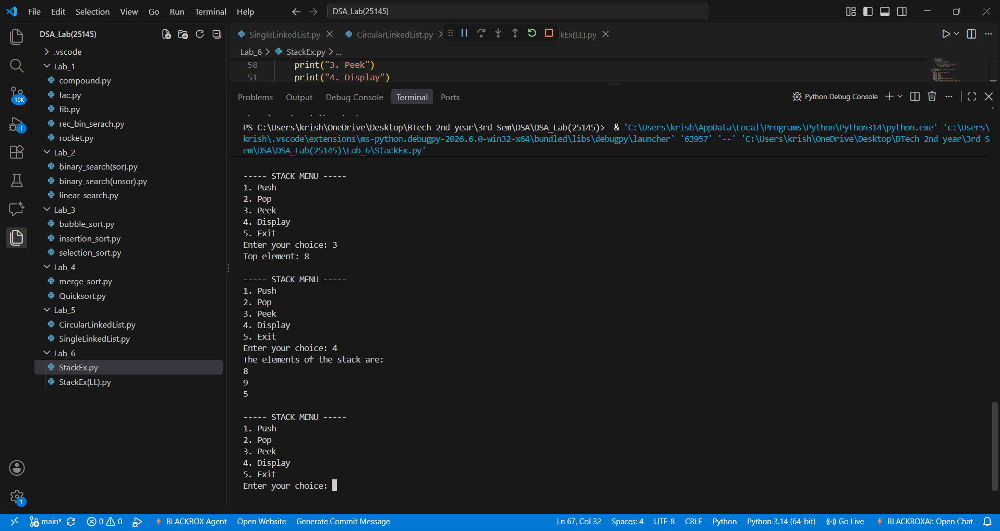 File Edit Selection View Go Run Terminal Help
DSA_Lab(25145)
DSA_Lab(25145)
.vscode
Lab_1
compound.py
fac.py
fib.py
rec_bin_serach.py
rocket.py
Lab_2
binary_search(sor).py
binary_search(unsor).py
linear_search.py
Lab_3
bubble_sort.py
insertion_sort.py
selection_sort.py
Lab_4
merge_sort.py
Quicksort.py
Lab_5
CircularLinkedList.py
SingleLinkedList.py
Lab_6
StackEx.py
StackEx(LL).py
10K
1
1
SingleLinkedList.py CircularLinkedList.py kEx(LL).py
Lab_6 > StackEx.py > ...
50 print("3. Peek")
51 print("4. Display")
Problems Output Debug Console Terminal Ports
Python Debug Console
PS C:\Users\krish\OneDrive\Desktop\BTech 2nd year\3rd Sem\DSA\DSA_Lab(25145)> & 'C:\Users\krish\AppData\Local\Programs\Python\Python314\python.exe' 'c:\Users\
krish\.vscode\extensions\ms-python.debugpy-2026.6.0-win32-x64\bundled\libs\debugpy\launcher' '63957' '--' 'C:\Users\krish\OneDrive\Desktop\BTech 2nd year\3rd S
em\DSA\DSA_Lab(25145)\Lab_6\StackEx.py'
----- STACK MENU -----
1. Push
2. Pop
3. Peek
4. Display
5. Exit
Enter your choice: 3
Top element: 8
----- STACK MENU -----
1. Push
2. Pop
3. Peek
4. Display
5. Exit
Enter your choice: 4
The elements of the stack are:
8
9
5
----- STACK MENU -----
1. Push
2. Pop
3. Peek
4. Display
5. Exit
Enter your choice:
main* 0 0 BLACKBOX Agent Open Website Generate Commit Message Ln 67, Col 32 Spaces: 4 UTF-8 CRLF Python Python 3.14 (64-bit) Go Live BLACKBOXAI: Open Chat